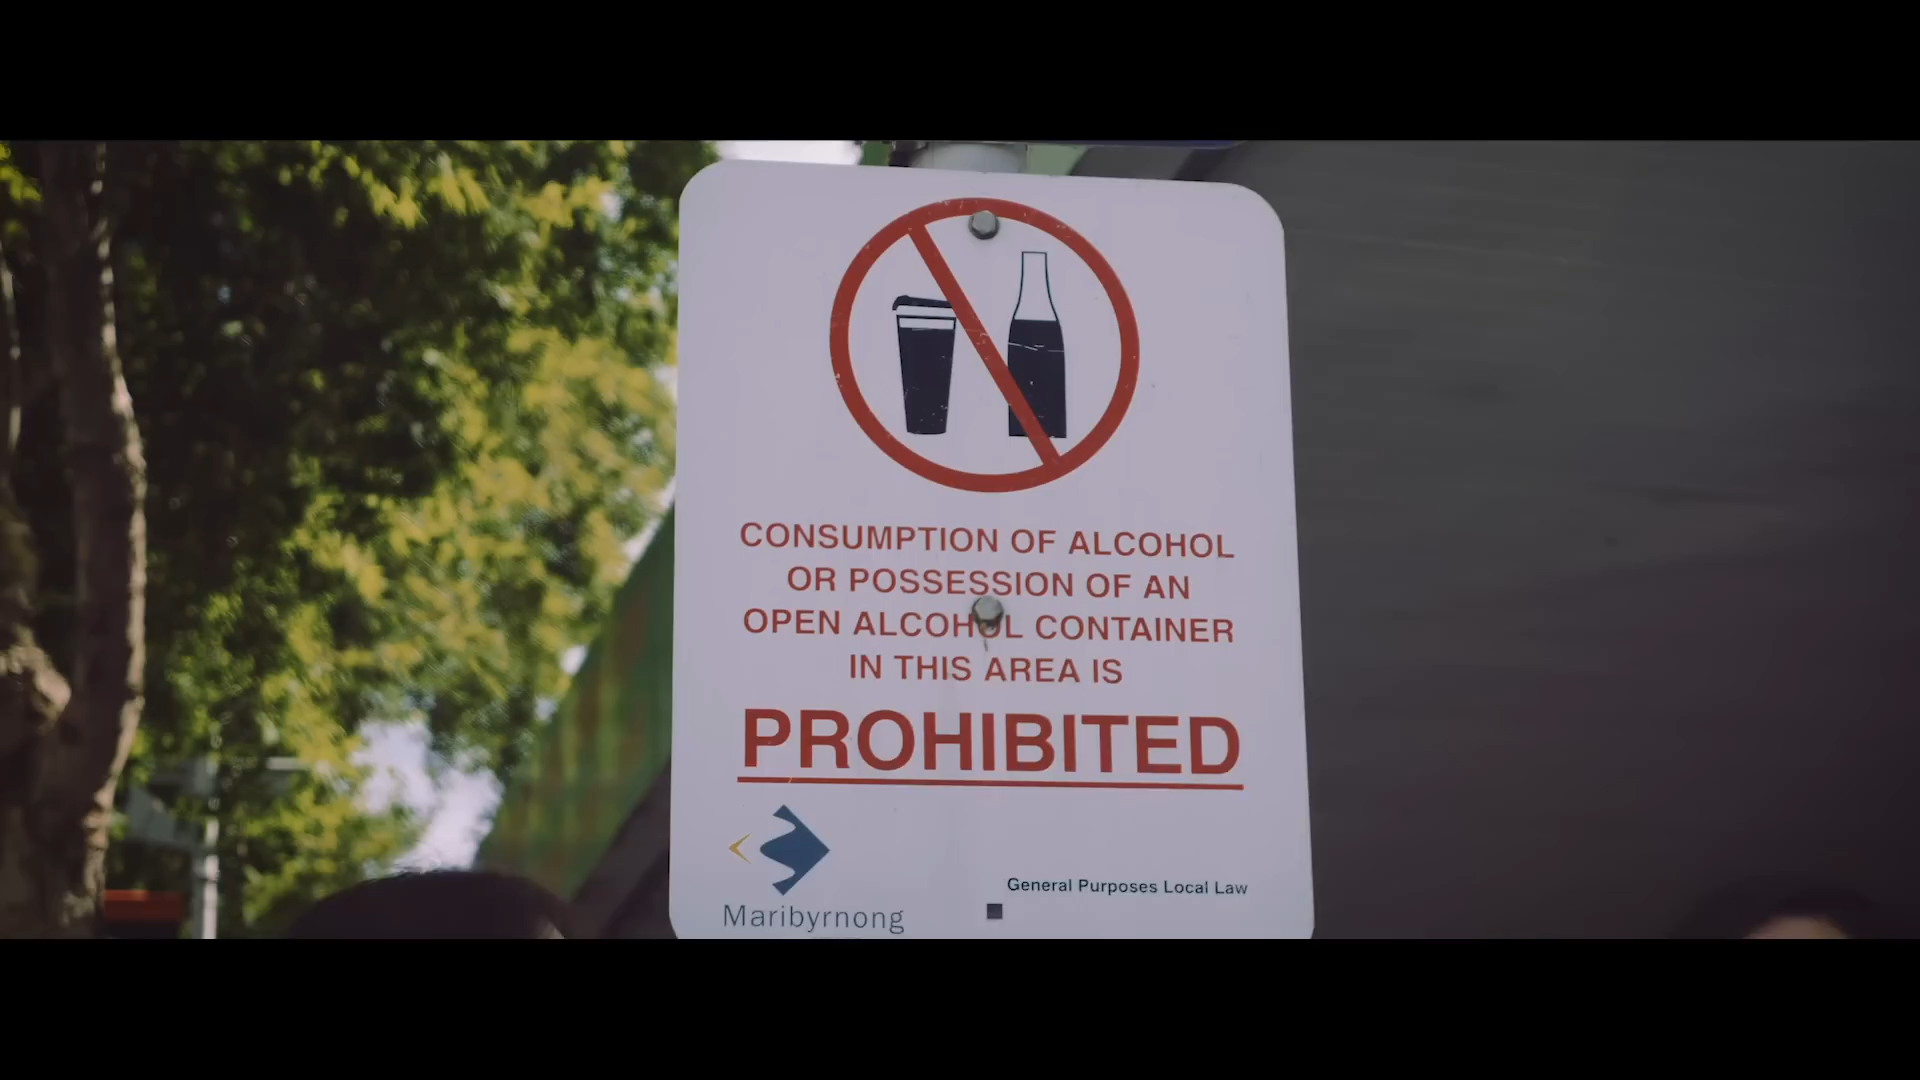 CONSUMPTION OF ALCOHOL
OR POSSESSION OF AN
OPEN ALCOHOL CONTAINER
IN THIS AREA IS
PROHIBITED
General Purposes Local Law
Maribyrnong